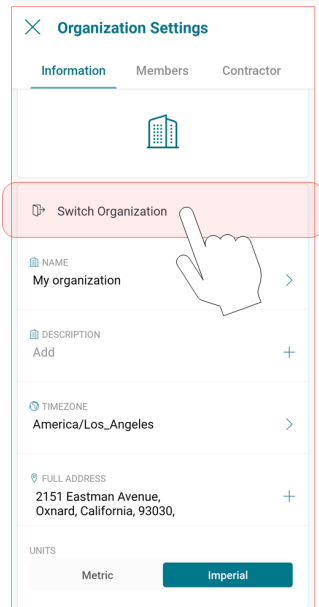 Organization Settings
Information Members Contractor
Switch Organization
NAME
My organization
DESCRIPTION
Add
TIMEZONE
America/Los_Angeles
FULL ADDRESS
2151 Eastman Avenue,
Oxnard, California, 93030,
UNITS
Metric Imperial